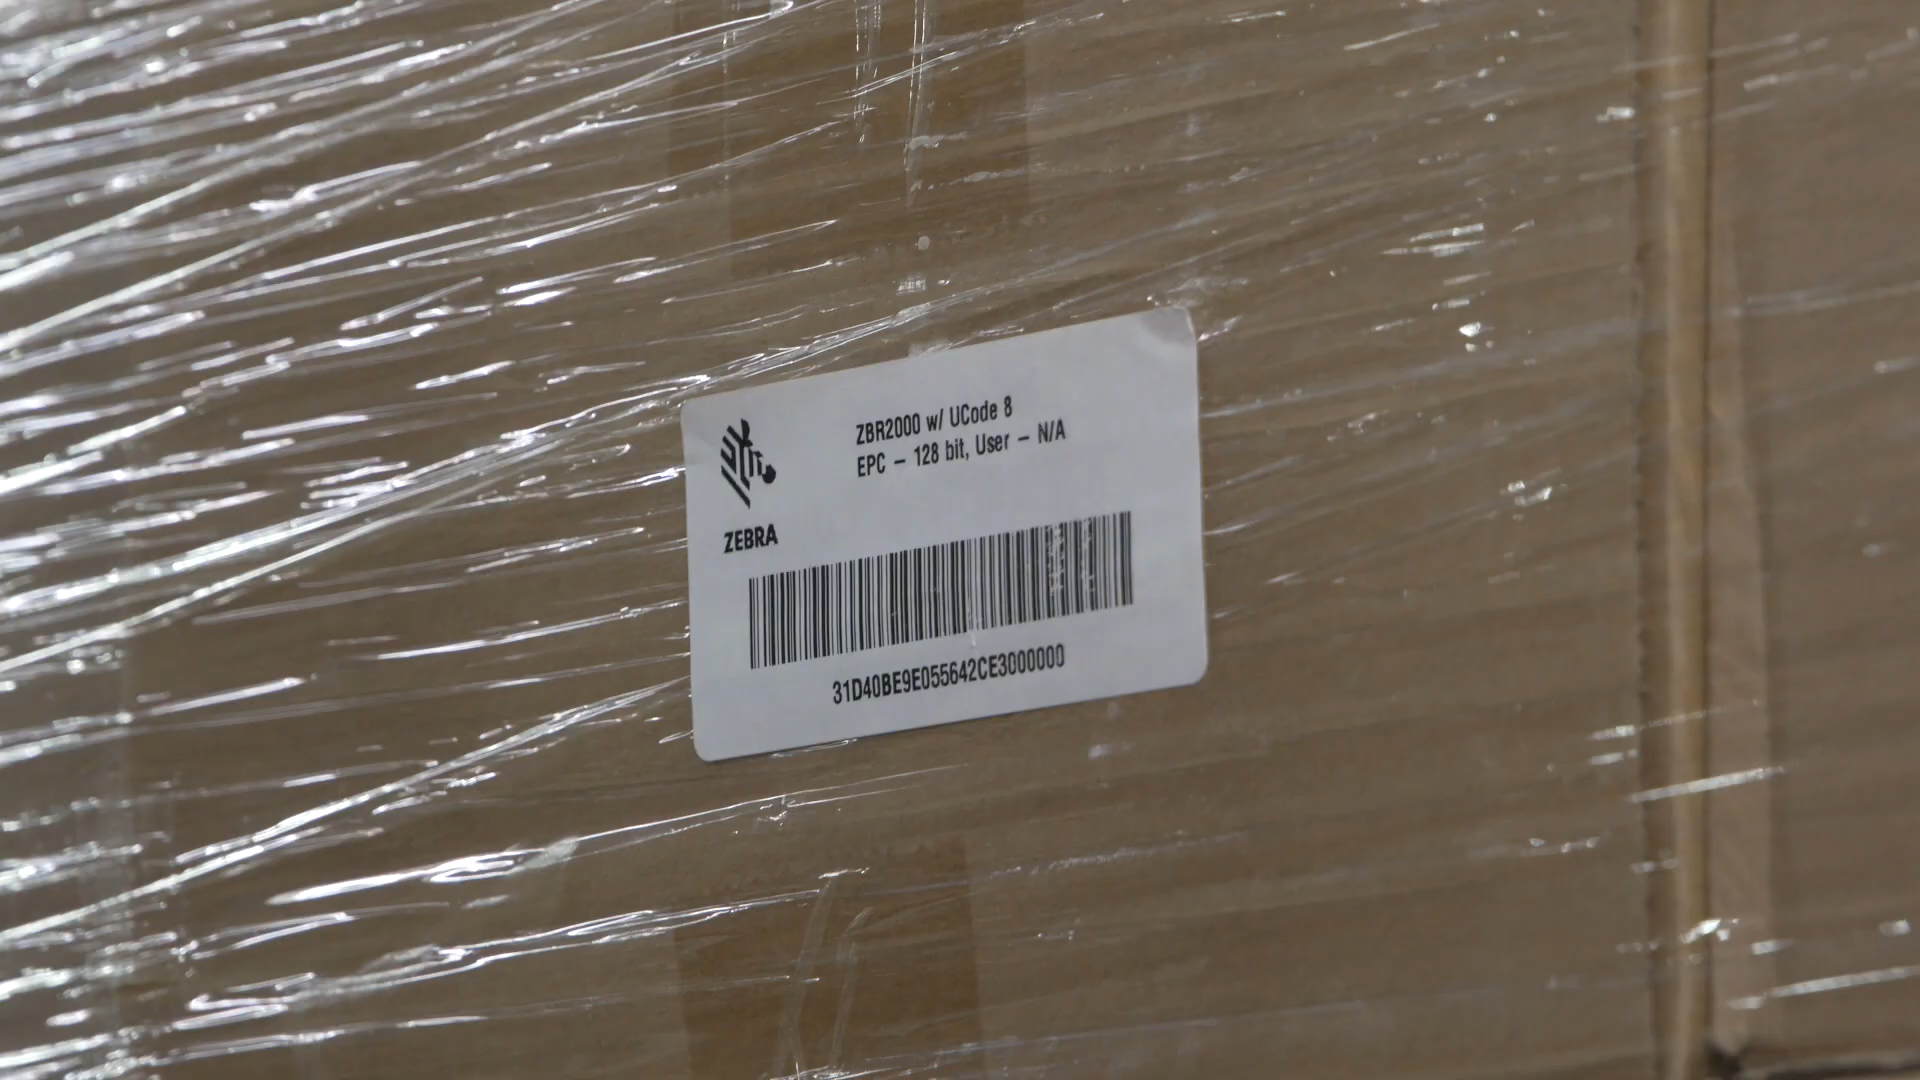 ZBR2000 w/ UCode 8
EPC – 128 bit, User – N/A
ZEBRA
31D40BE9E055642CE3000000